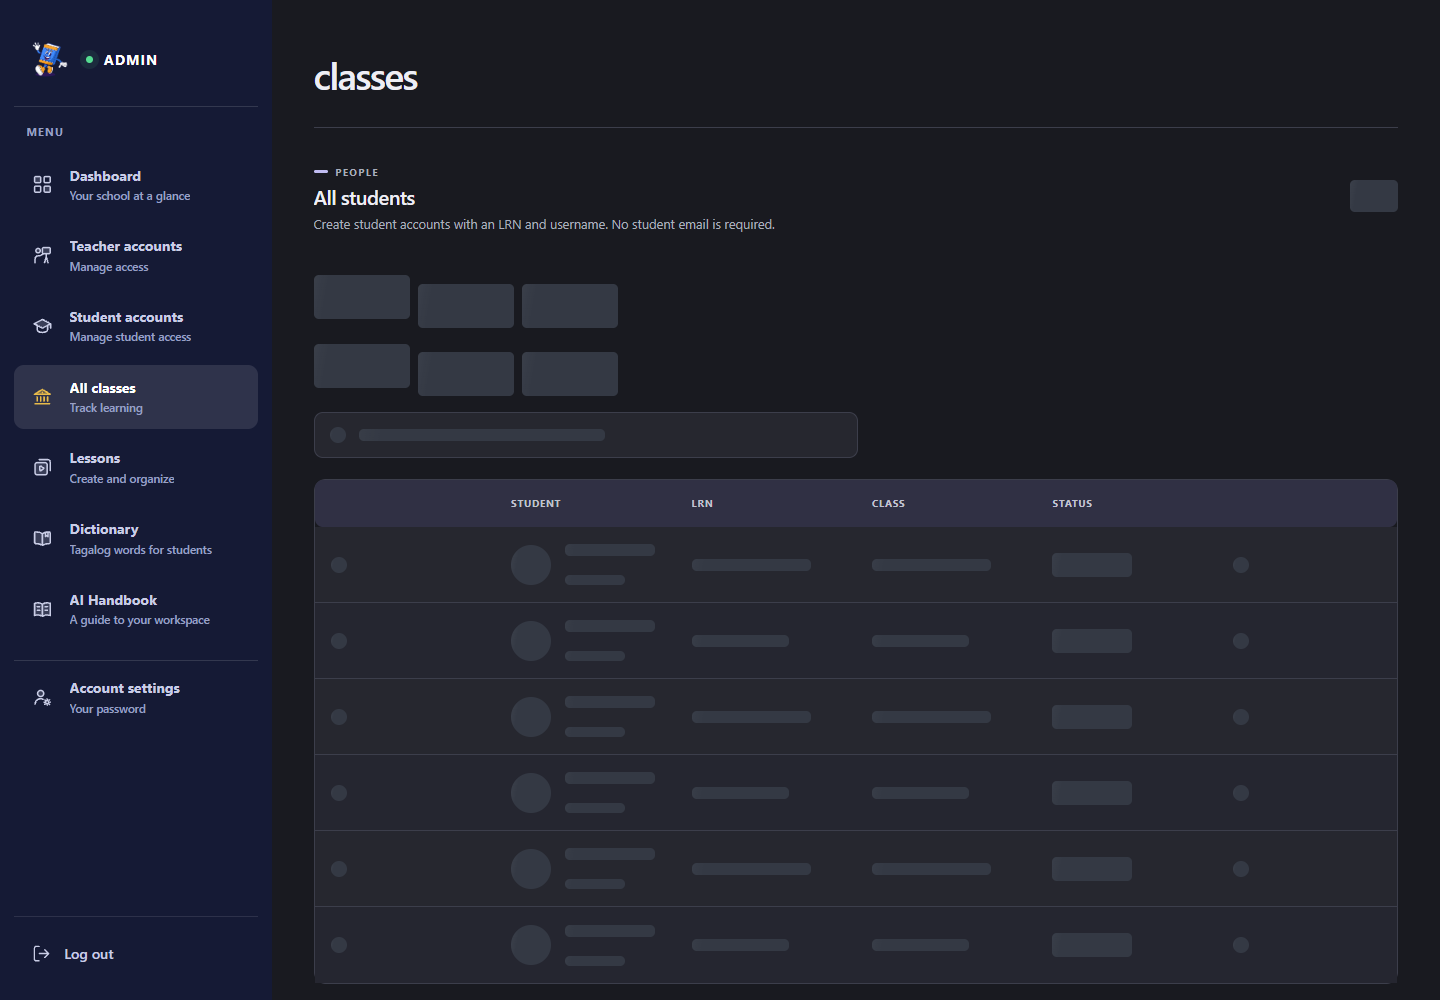 ADMIN
MENU
Dashboard
Your school at a glance
Teacher accounts
Manage access
Student accounts
Manage student access
All classes
Track learning
Lessons
Create and organize
Dictionary
Tagalog words for students
AI Handbook
A guide to your workspace
Account settings
Your password
Log out
classes
PEOPLE
All students
Create student accounts with an LRN and username. No student email is required.
STUDENT LRN CLASS STATUS